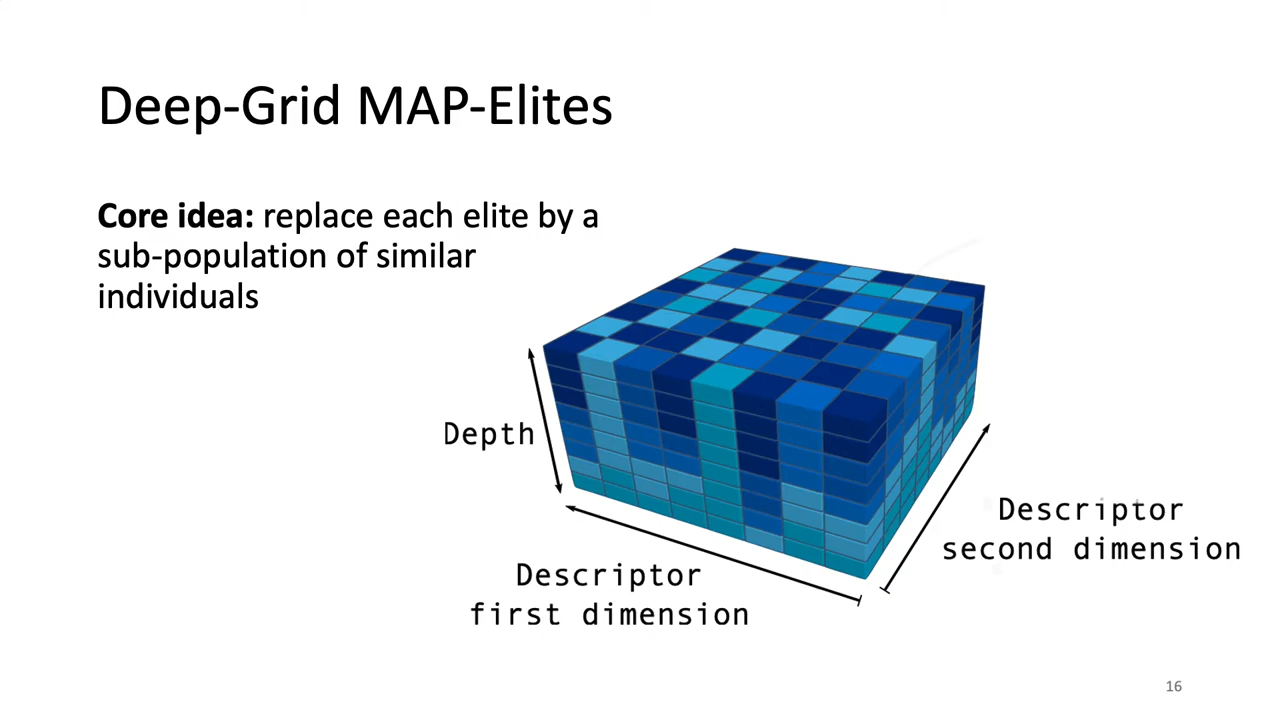 Deep-Grid MAP-Elites
Core idea: replace each elite by a
sub-population of similar
individuals
Depth
Descriptor
first dimension
Descriptor
second dimension
16